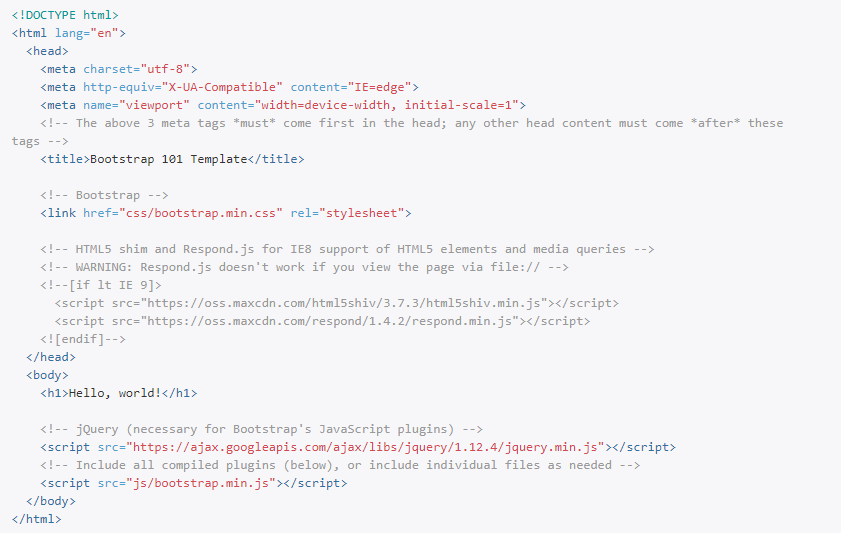 <!DOCTYPE html>
<html lang="en">
  <head>
    <meta charset="utf-8">
    <meta http-equiv="X-UA-Compatible" content="IE=edge">
    <meta name="viewport" content="width=device-width, initial-scale=1">
    <!-- The above 3 meta tags *must* come first in the head; any other head content must come *after* these
tags -->
    <title>Bootstrap 101 Template</title>

    <!-- Bootstrap -->
    <link href="css/bootstrap.min.css" rel="stylesheet">

    <!-- HTML5 shim and Respond.js for IE8 support of HTML5 elements and media queries -->
    <!-- WARNING: Respond.js doesn't work if you view the page via file:// -->
    <!--[if lt IE 9]>
      <script src="https://oss.maxcdn.com/html5shiv/3.7.3/html5shiv.min.js"></script>
      <script src="https://oss.maxcdn.com/respond/1.4.2/respond.min.js"></script>
    <![endif]-->
  </head>
  <body>
    <h1>Hello, world!</h1>

    <!-- jQuery (necessary for Bootstrap's JavaScript plugins) -->
    <script src="https://ajax.googleapis.com/ajax/libs/jquery/1.12.4/jquery.min.js"></script>
    <!-- Include all compiled plugins (below), or include individual files as needed -->
    <script src="js/bootstrap.min.js"></script>
  </body>
</html>